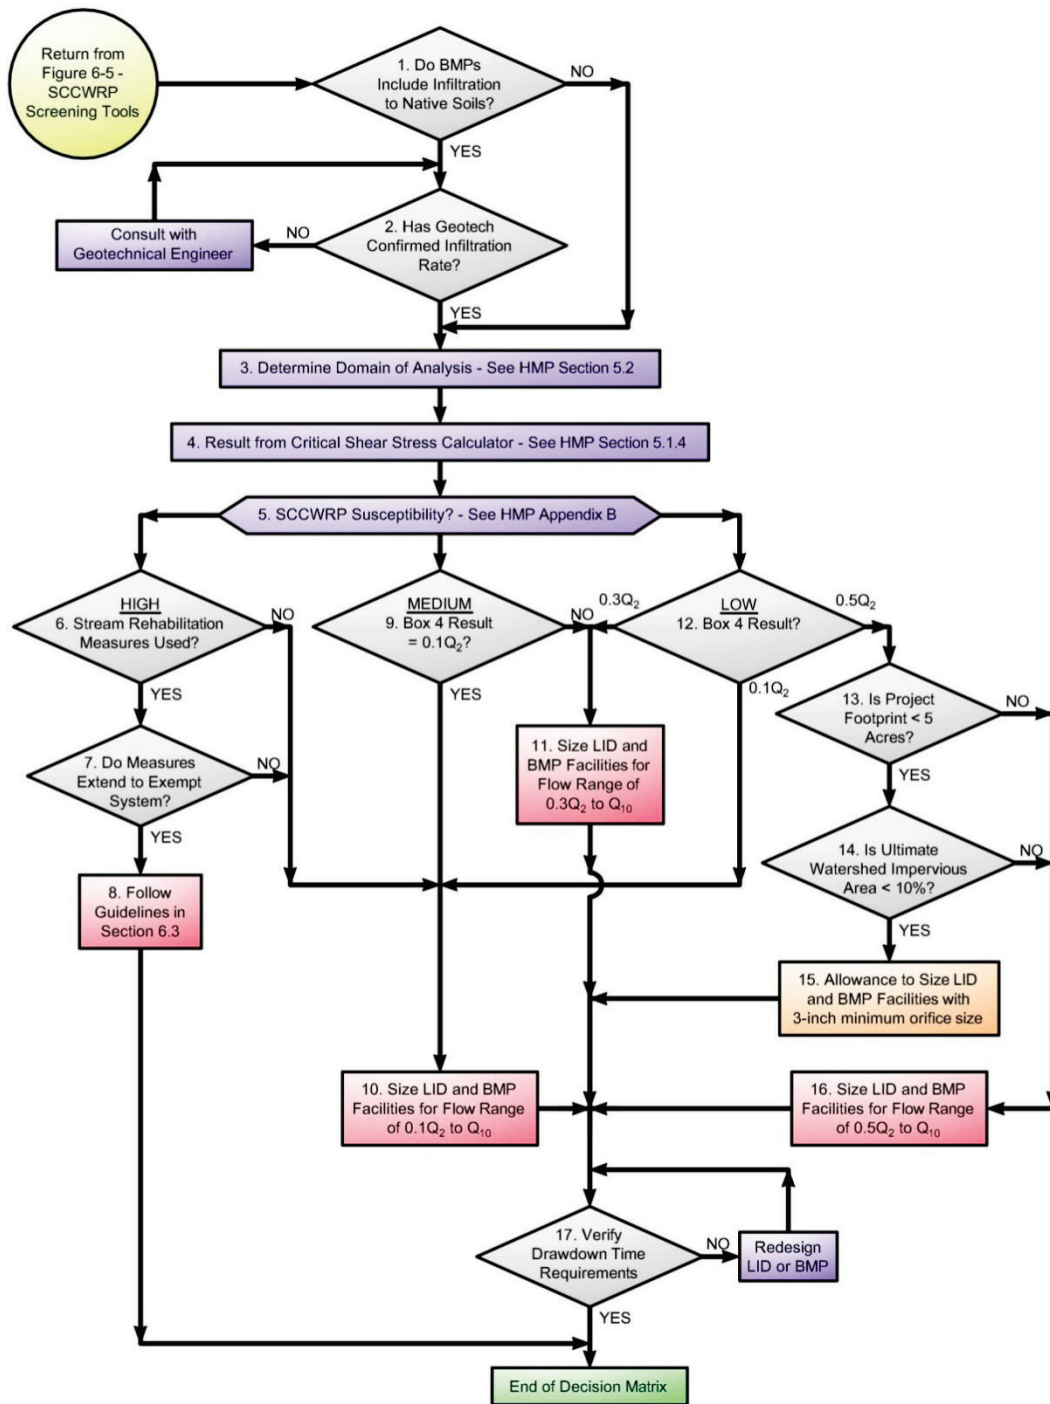 Return from
Figure 6-5 -
SCCWRP
Screening Tools
1. Do BMPs
Include Infiltration
to Native Soils?
NO
YES
2. Has Geotech
Confirmed Infiltration
Rate?
NO
Consult with
Geotechnical Engineer
YES
3. Determine Domain of Analysis - See HMP Section 5.2
4. Result from Critical Shear Stress Calculator - See HMP Section 5.1.4
5. SCCWRP Susceptibility? - See HMP Appendix B
HIGH
6. Stream Rehabilitation
Measures Used?
NO
YES
7. Do Measures
Extend to Exempt
System?
NO
YES
8. Follow
Guidelines in
Section 6.3
MEDIUM
9. Box 4 Result
= 0.1Q₂?
NO
YES
0.3Q₂
LOW
12. Box 4 Result?
0.5Q₂
0.1Q₂
11. Size LID and
BMP Facilities for
Flow Range of
0.3Q₂ to Q₁₀
13. Is Project
Footprint < 5
Acres?
NO
YES
14. Is Ultimate
Watershed Impervious
Area < 10%?
NO
YES
15. Allowance to Size LID
and BMP Facilities with
3-inch minimum orifice size
10. Size LID and BMP
Facilities for Flow Range
of 0.1Q₂ to Q₁₀
16. Size LID and BMP
Facilities for Flow Range
of 0.5Q₂ to Q₁₀
17. Verify
Drawdown Time
Requirements
NO
Redesign
LID or BMP
YES
End of Decision Matrix